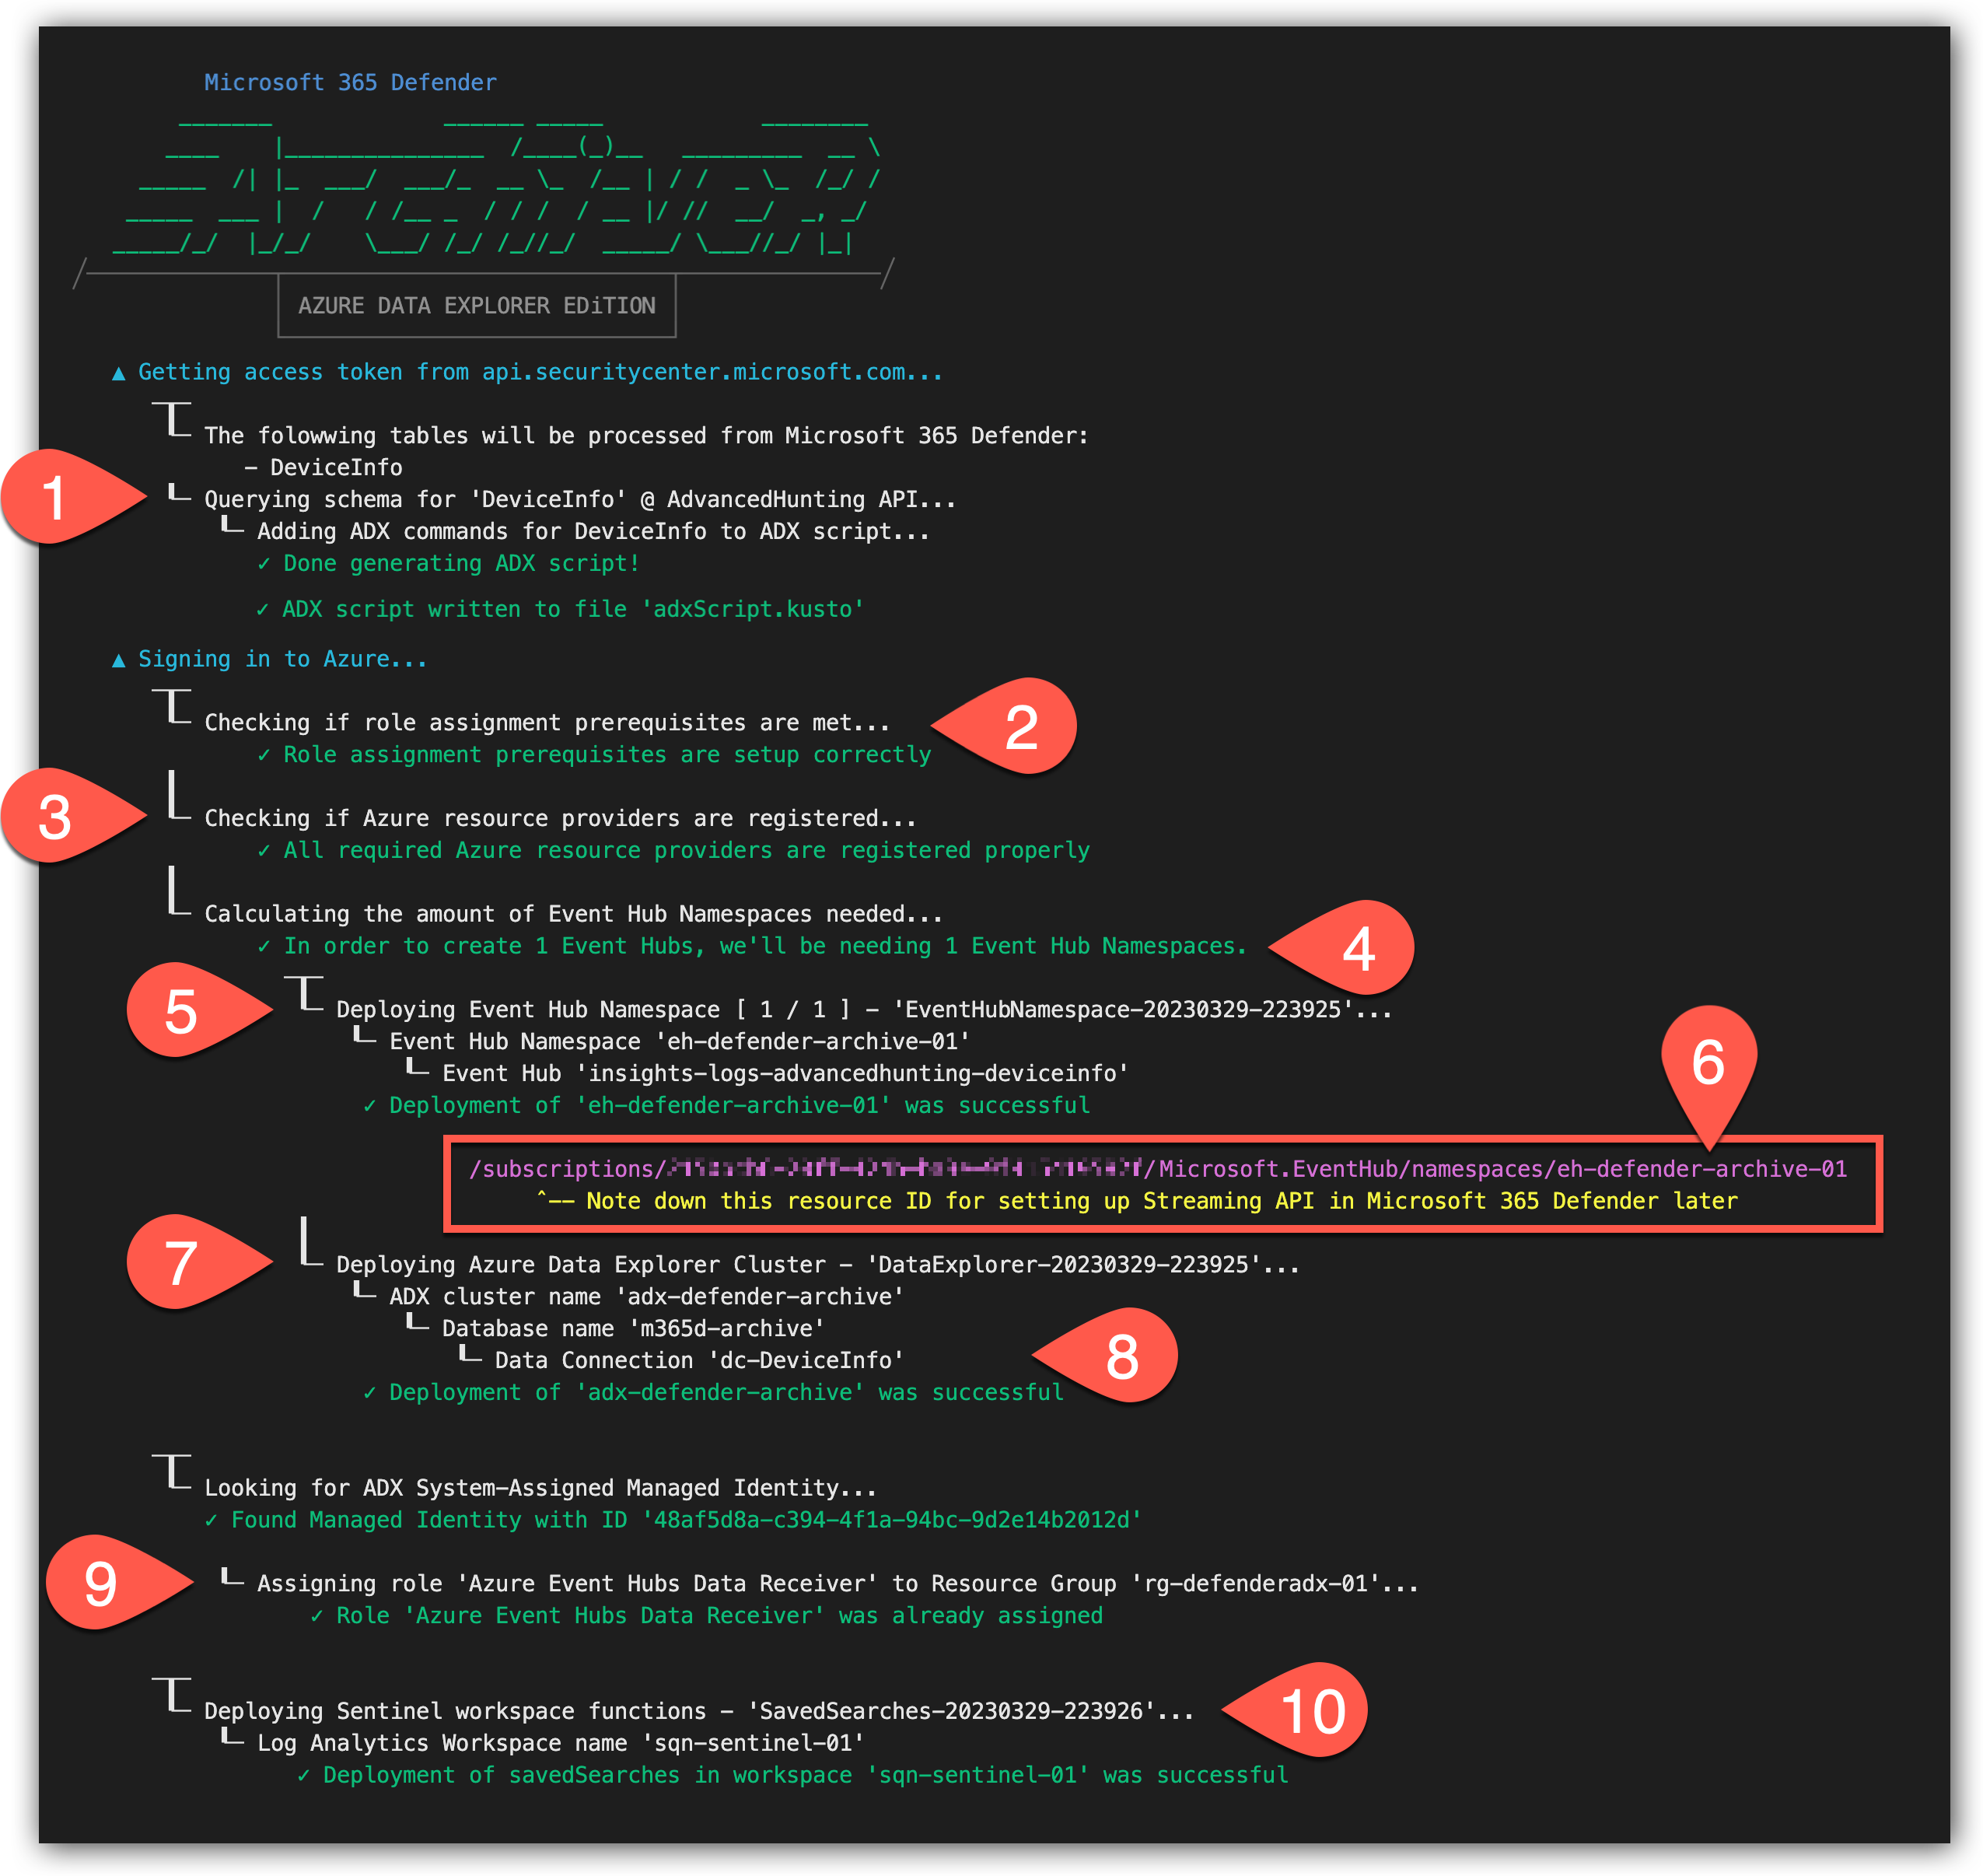 Microsoft 365 Defender
ARCHiVER
AZURE DATA EXPLORER EDiTION
▲ Getting access token from api.securitycenter.microsoft.com...
The folowwing tables will be processed from Microsoft 365 Defender:
- DeviceInfo
1
Querying schema for 'DeviceInfo' @ AdvancedHunting API...
Adding ADX commands for DeviceInfo to ADX script...
✓ Done generating ADX script!
✓ ADX script written to file 'adxScript.kusto'
▲ Signing in to Azure...
Checking if role assignment prerequisites are met...
2
✓ Role assignment prerequisites are setup correctly
3
Checking if Azure resource providers are registered...
✓ All required Azure resource providers are registered properly
Calculating the amount of Event Hub Namespaces needed...
✓ In order to create 1 Event Hubs, we'll be needing 1 Event Hub Namespaces.
4
5
Deploying Event Hub Namespace [ 1 / 1 ] - 'EventHubNamespace-20230329-223925'...
Event Hub Namespace 'eh-defender-archive-01'
Event Hub 'insights-logs-advancedhunting-deviceinfo'
6
✓ Deployment of 'eh-defender-archive-01' was successful
/subscriptions/ /Microsoft.EventHub/namespaces/eh-defender-archive-01
^-- Note down this resource ID for setting up Streaming API in Microsoft 365 Defender later
7
Deploying Azure Data Explorer Cluster - 'DataExplorer-20230329-223925'...
ADX cluster name 'adx-defender-archive'
Database name 'm365d-archive'
Data Connection 'dc-DeviceInfo'
8
✓ Deployment of 'adx-defender-archive' was successful
Looking for ADX System-Assigned Managed Identity...
✓ Found Managed Identity with ID '48af5d8a-c394-4f1a-94bc-9d2e14b2012d'
9
Assigning role 'Azure Event Hubs Data Receiver' to Resource Group 'rg-defenderadx-01'...
✓ Role 'Azure Event Hubs Data Receiver' was already assigned
Deploying Sentinel workspace functions - 'SavedSearches-20230329-223926'...
10
Log Analytics Workspace name 'sqn-sentinel-01'
✓ Deployment of savedSearches in workspace 'sqn-sentinel-01' was successful